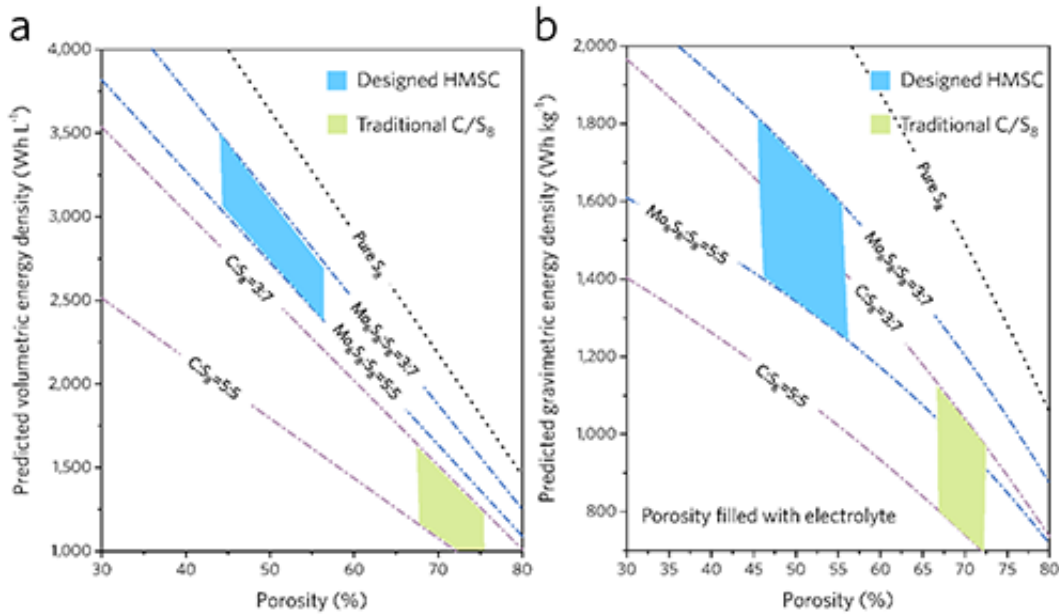 a
4,000
3,500
3,000
2,500
2,000
1,500
1,000
30
40
50
60
70
80
Predicted volumetric energy density (Wh L⁻¹)
Porosity (%)
Designed HMSC
Traditional C/S₈
Pure S₈
Mo₆S₈:S₈=3:7
Mo₆S₈:S₈=5:5
C:S₈=3:7
C:S₈=5:5
b
2,000
1,800
1,600
1,400
1,200
1,000
800
30
35
40
45
50
55
60
65
70
75
80
Predicted gravimetric energy density (Wh kg⁻¹)
Porosity (%)
Designed HMSC
Traditional C/S₈
Pure S₈
Mo₆S₈:S₈=5:5
Mo₆S₈:S₈=3:7
C:S₈=3:7
C:S₈=5:5
Porosity filled with electrolyte